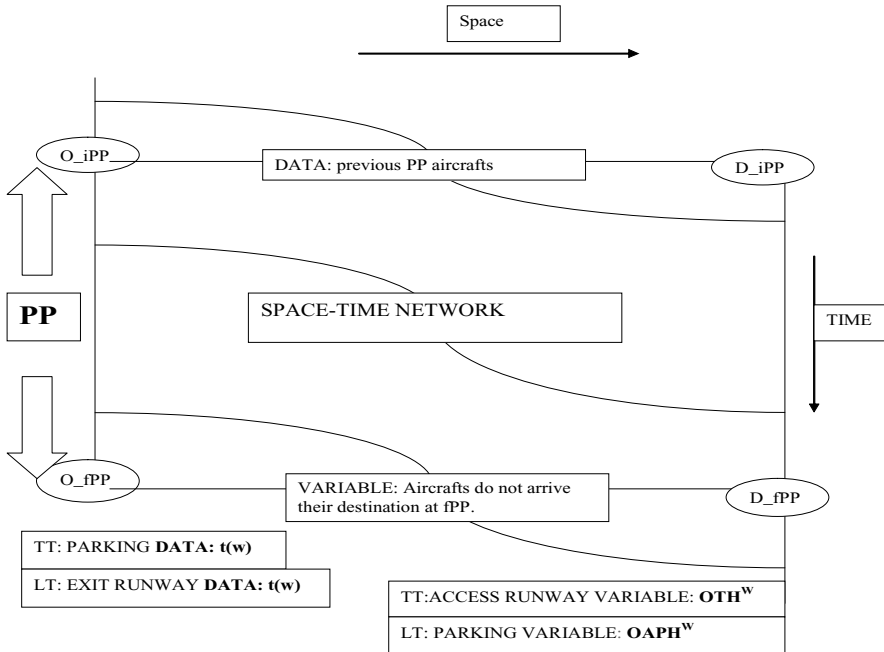 Space
O_iPP
DATA: previous PP aircrafts
D_iPP
PP
SPACE-TIME NETWORK
TIME
O_fPP
VARIABLE: Aircrafts do not arrive
their destination at fPP.
D_fPP
TT: PARKING DATA: t(w)
LT: EXIT RUNWAY DATA: t(w)
TT:ACCESS RUNWAY VARIABLE: OTH^W
LT: PARKING VARIABLE: OAPH^W